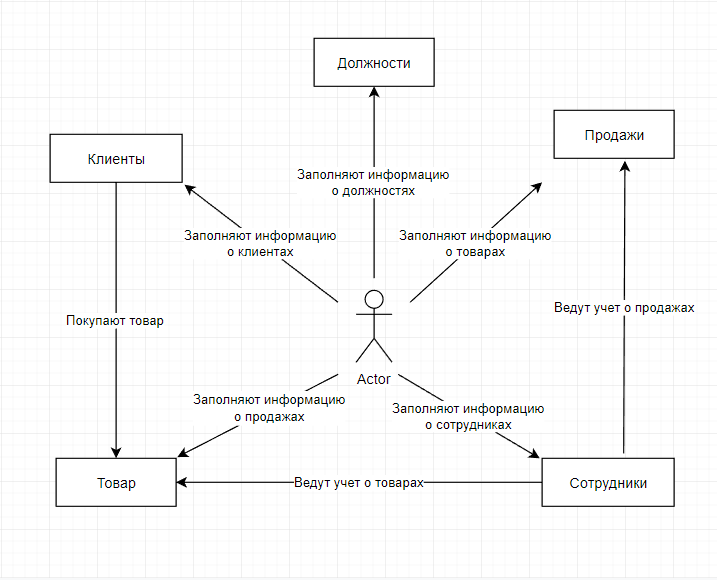 Должности
Продажи
Клиенты
Заполняют информацию
о должностях
Заполняют информацию
о клиентах
Заполняют информацию
о товарах
Ведут учет о продажах
Покупают товар
Actor
Заполняют информацию
о продажах
Заполняют информацию
о сотрудниках
Товар
Ведут учет о товарах
Сотрудники